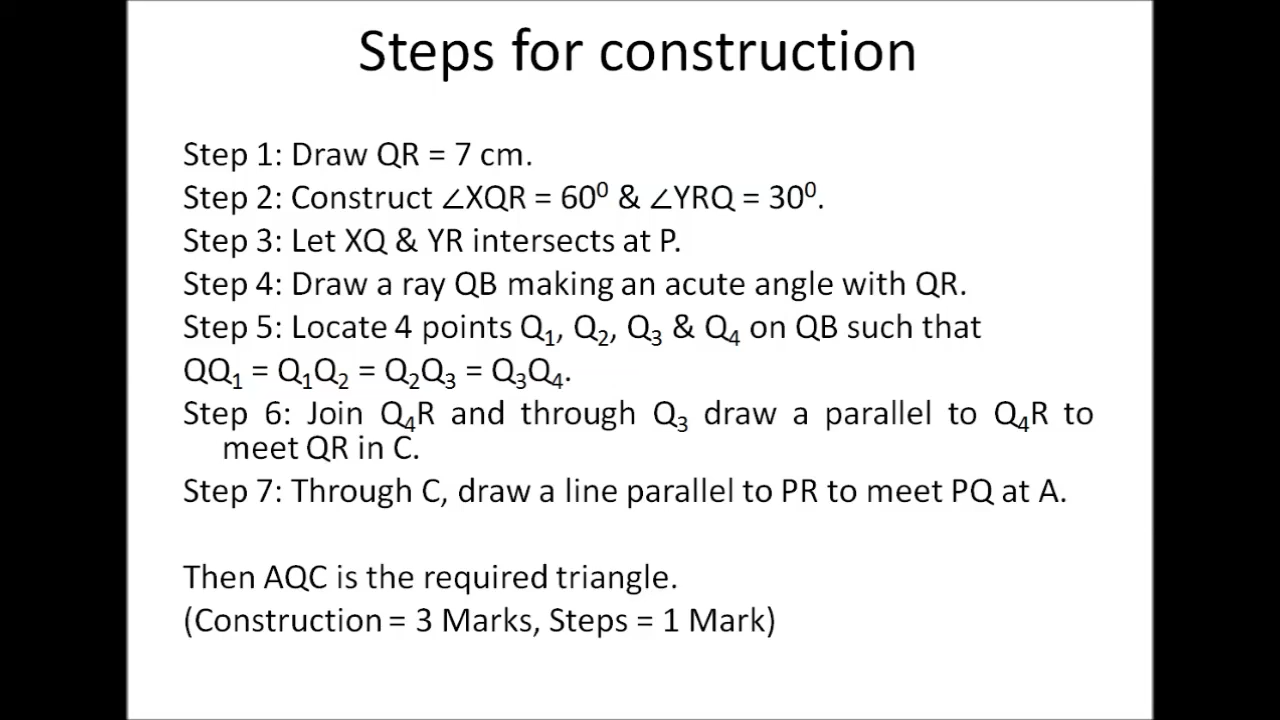 Steps for construction
Step 1: Draw QR = 7 cm.
Step 2: Construct ∠XQR = 60⁰ & ∠YRQ = 30⁰.
Step 3: Let XQ & YR intersects at P.
Step 4: Draw a ray QB making an acute angle with QR.
Step 5: Locate 4 points Q₁, Q₂, Q₃ & Q₄ on QB such that
QQ₁ = Q₁Q₂ = Q₂Q₃ = Q₃Q₄.
Step 6: Join Q₄R and through Q₃ draw a parallel to Q₄R to
meet QR in C.
Step 7: Through C, draw a line parallel to PR to meet PQ at A.
Then AQC is the required triangle.
(Construction = 3 Marks, Steps = 1 Mark)